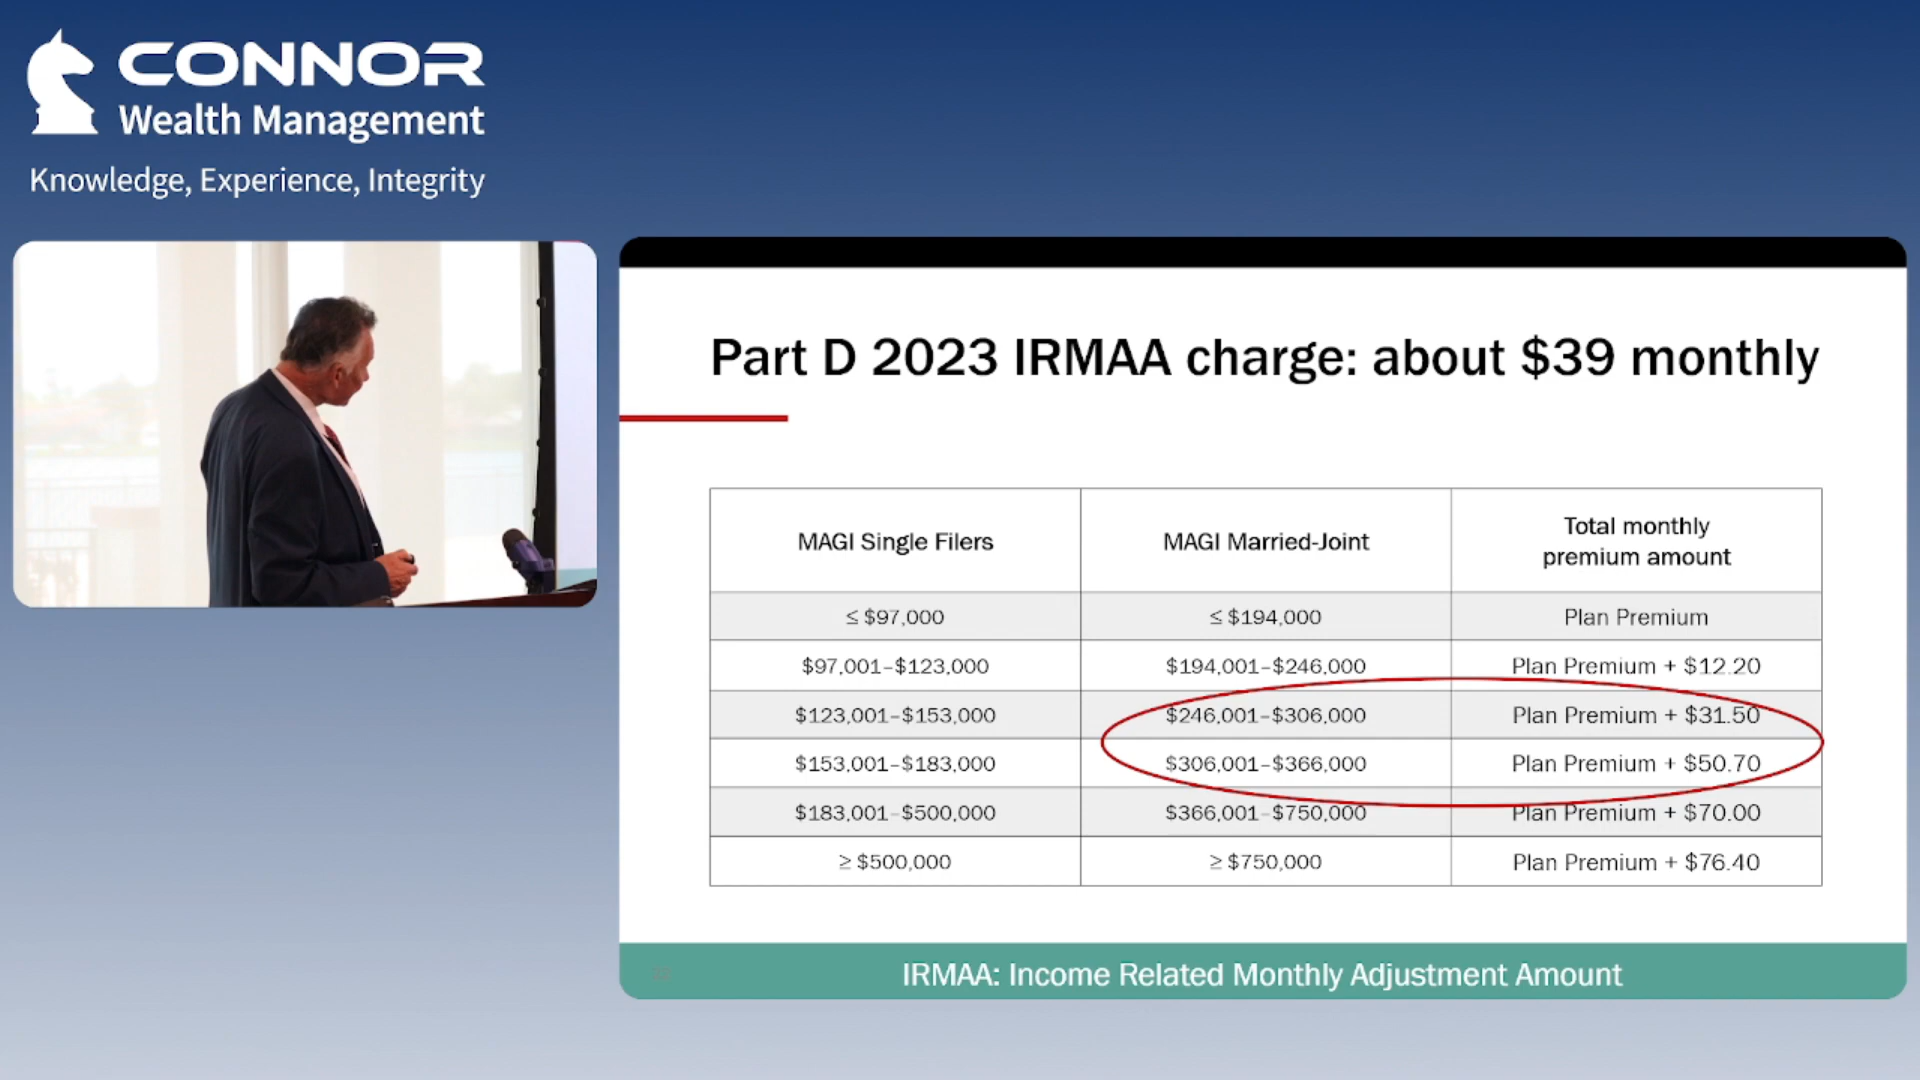 CONNOR
Wealth Management
Knowledge, Experience, Integrity
Part D 2023 IRMAA charge: about $39 monthly
MAGI Single Filers
MAGI Married-Joint
Total monthly
premium amount
≤ $97,000
≤ $194,000
Plan Premium
$97,001–$123,000
$194,001–$246,000
Plan Premium + $12.20
$123,001–$153,000
$246,001–$306,000
Plan Premium + $31.50
$153,001–$183,000
$306,001–$366,000
Plan Premium + $50.70
$183,001–$500,000
$366,001–$750,000
Plan Premium + $70.00
≥ $500,000
≥ $750,000
Plan Premium + $76.40
IRMAA: Income Related Monthly Adjustment Amount